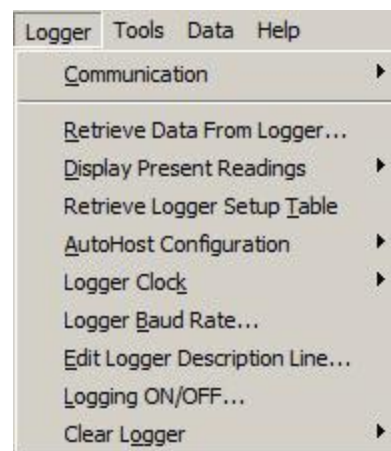 Logger Tools Data Help
Communication
Retrieve Data From Logger...
Display Present Readings
Retrieve Logger Setup Table
AutoHost Configuration
Logger Clock
Logger Baud Rate...
Edit Logger Description Line...
Logging ON/OFF...
Clear Logger